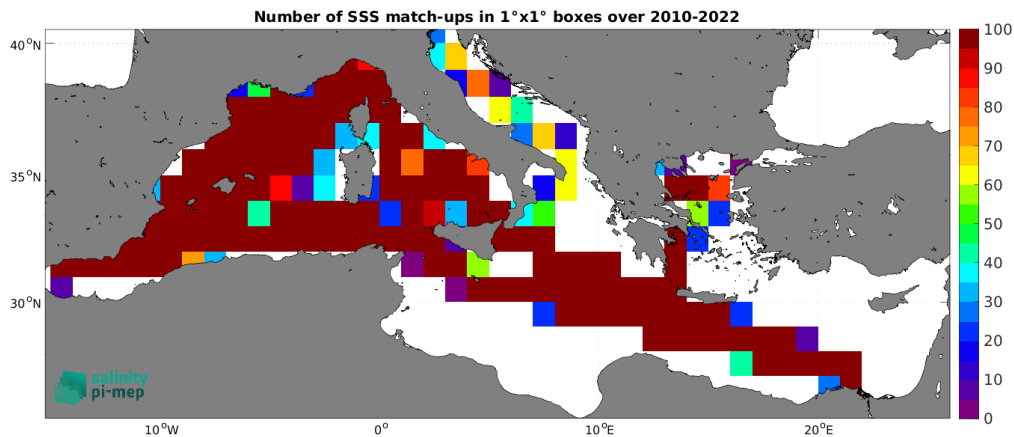 Number of SSS match-ups in 1°x1° boxes over 2010-2022
40°N
35°N
30°N
10°W
0°
10°E
20°E
100
90
80
70
60
50
40
30
20
10
0
salinity
pi-mep